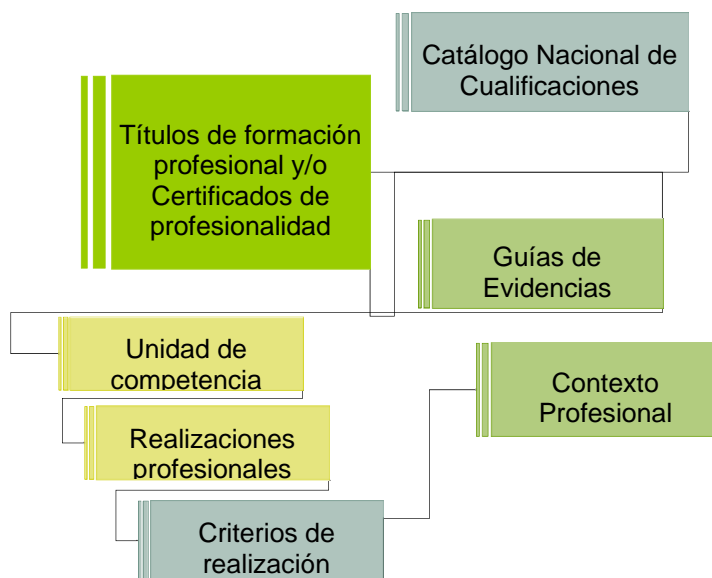 Catálogo Nacional de
Cualificaciones
Títulos de formación
profesional y/o
Certificados de
profesionalidad
Guías de
Evidencias
Unidad de
competencia
Contexto
Profesional
Realizaciones
profesionales
Criterios de
realización